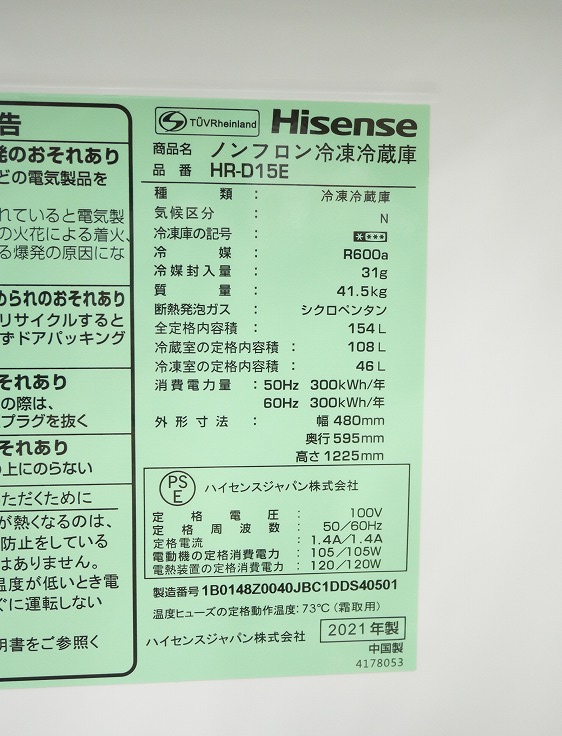 告
発のおそれあり
どの電気製品を
れていると電気製
の火花による着火、
る爆発の原因にな
められのおそれあり
リサイクルすると
ずドアパッキング
それあり
の際は、
プラグを抜く
それあり
の上にのらない
ただくために
が熱くなるのは、
防止をしている
はありません。
温度が低いとき電
ぐに運転しない
明書をご参照く
TÜVRheinland
Hisense
商品名 ノンフロン冷凍冷蔵庫
品番 HR-D15E
種類 : 冷凍冷蔵庫
気候区分 : N
冷凍庫の記号 : ****
冷媒 : R600a
冷媒封入量 : 31g
質量 : 41.5kg
断熱発泡ガス : シクロペンタン
全定格内容積 : 154L
冷蔵室の定格内容積 : 108L
冷凍室の定格内容積 : 46L
消費電力量 : 50Hz 300kWh/年
60Hz 300kWh/年
外形寸法 : 幅 480mm
奥行 595mm
高さ 1225mm
PSE ハイセンスジャパン株式会社
定格電圧 : 100V
定格周波数 : 50/60Hz
定格電流 : 1.4A/1.4A
電動機の定格消費電力 : 105/105W
電熱装置の定格消費電力 : 120/120W
製造番号 1B0148Z0040JBC1DDS40501
温度ヒューズの定格動作温度:73℃(霜取用)
ハイセンスジャパン株式会社 2021年製
中国製
4178053